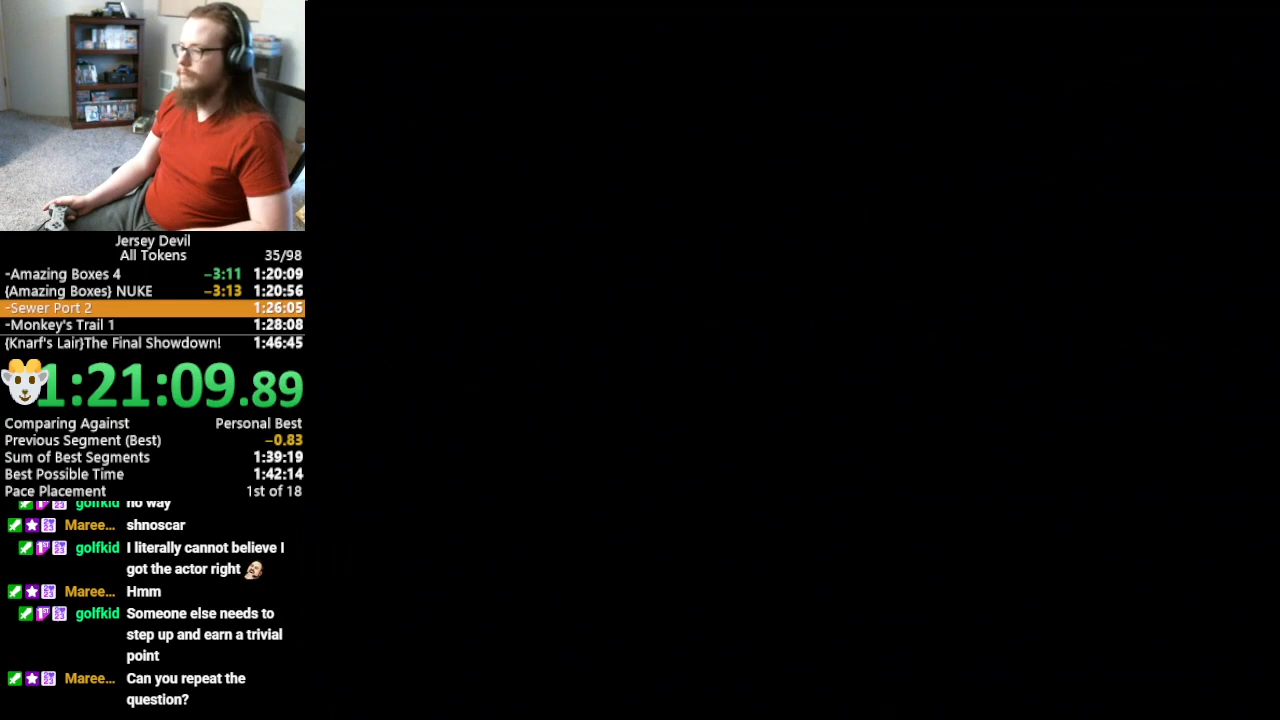 Jersey Devil
All Tokens 35/98
-Amazing Boxes 4 −3:11 1:20:09
{Amazing Boxes} NUKE −3:13 1:20:56
-Sewer Port 2 1:26:05
-Monkey's Trail 1 1:28:08
{Knarf's Lair}The Final Showdown! 1:46:45
1:21:09.89
Comparing Against Personal Best
Previous Segment (Best) −0.83
Sum of Best Segments 1:39:19
Best Possible Time 1:42:14
Pace Placement 1st of 18
golfkid no way
Maree... shnoscar
golfkid I literally cannot believe I
got the actor right
Maree... Hmm
golfkid Someone else needs to
step up and earn a trivial
point
Maree... Can you repeat the
question?